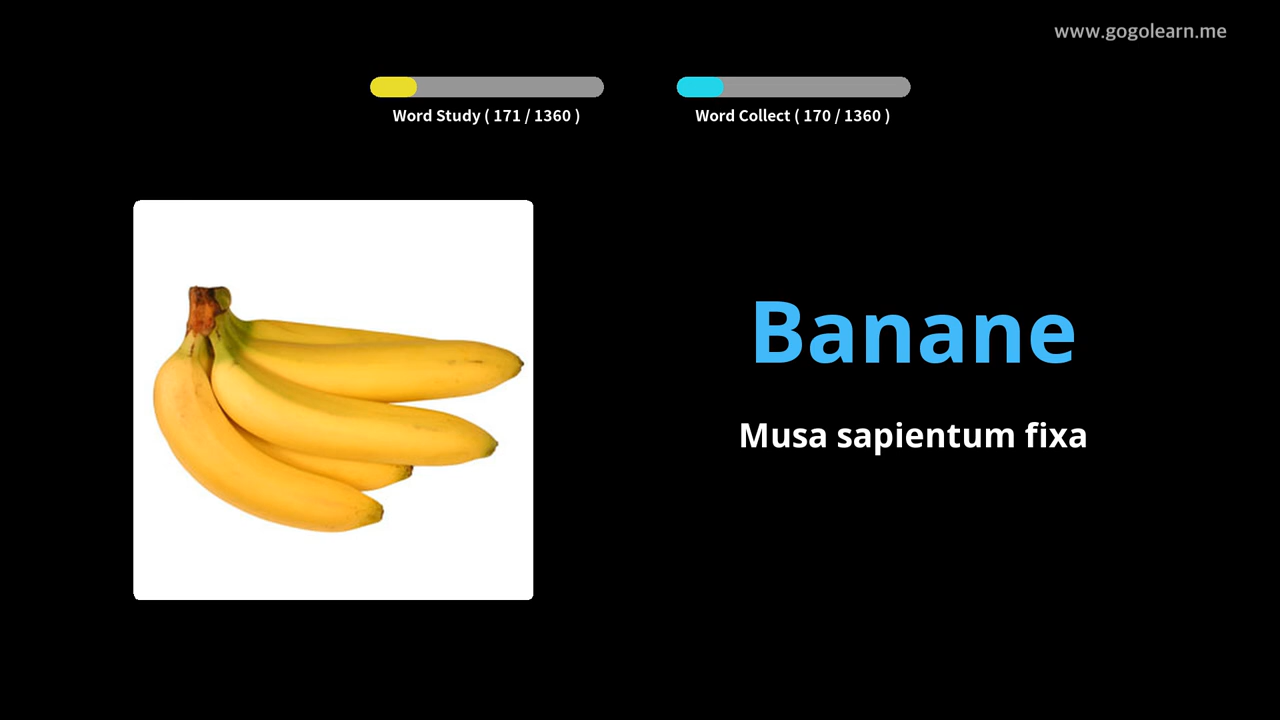 www.gogolearn.me
Word Study ( 171 / 1360 )
Word Collect ( 170 / 1360 )
Banane
Musa sapientum fixa